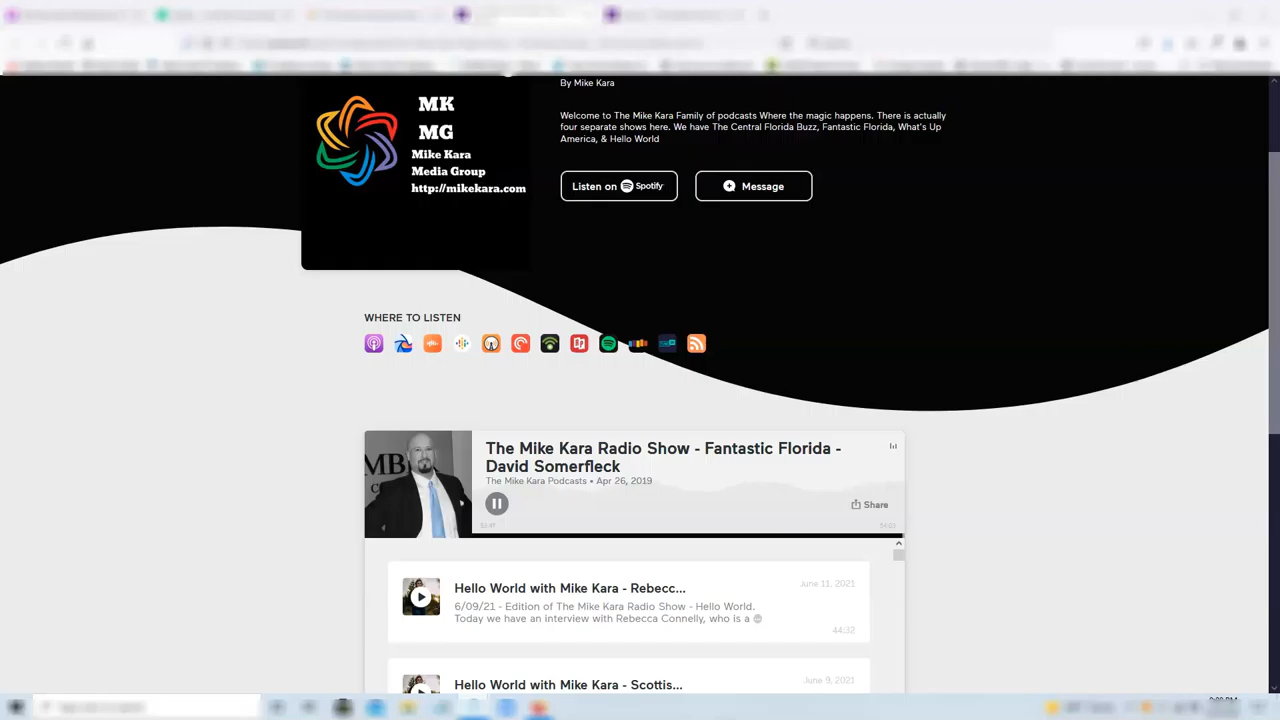 By Mike Kara
MK
MG
Mike Kara
Media Group
http://mikekara.com
Welcome to The Mike Kara Family of podcasts Where the magic happens. There is actually
four separate shows here. We have The Central Florida Buzz, Fantastic Florida, What's Up
America, & Hello World
Listen on Spotify
Message
WHERE TO LISTEN
The Mike Kara Radio Show - Fantastic Florida -
David Somerfleck
The Mike Kara Podcasts • Apr 26, 2019
Share
53:47
54:03
Hello World with Mike Kara - Rebecc...
June 11, 2021
6/09/21 - Edition of The Mike Kara Radio Show - Hello World.
Today we have an interview with Rebecca Connelly, who is a
44:32
Hello World with Mike Kara - Scottis...
June 9, 2021